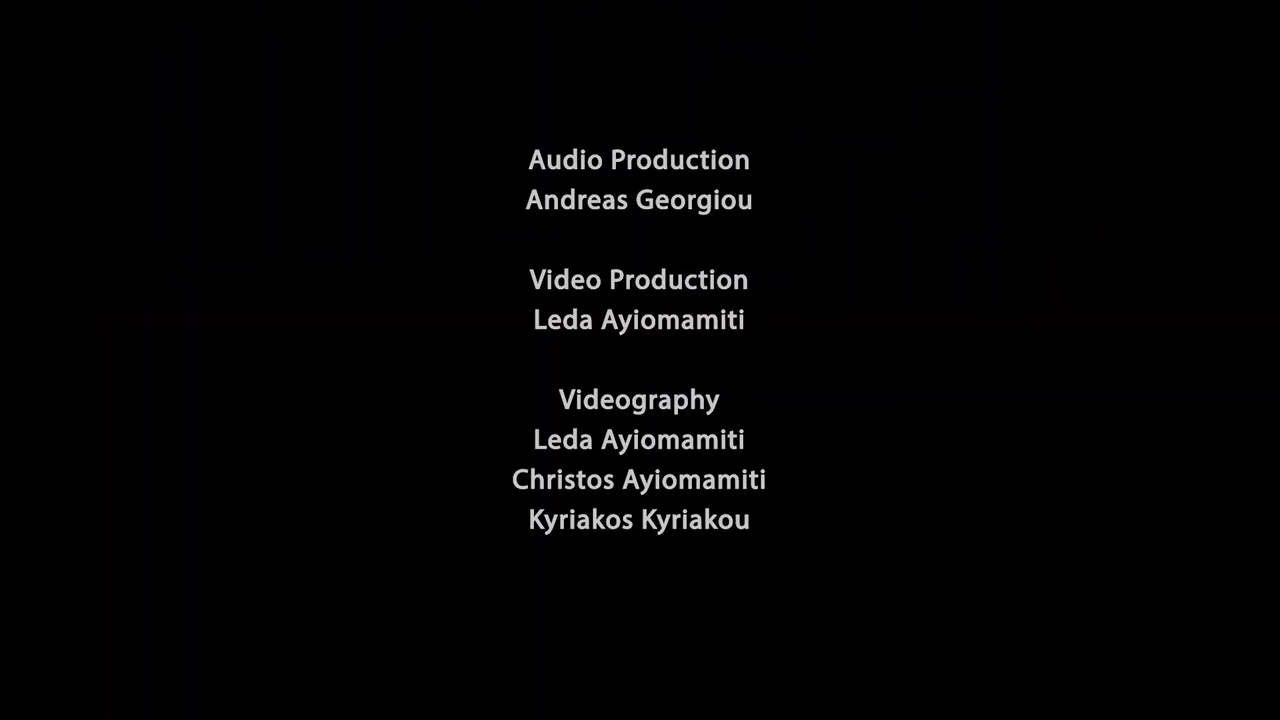 Audio Production
Andreas Georgiou
Video Production
Leda Ayiomamiti
Videography
Leda Ayiomamiti
Christos Ayiomamiti
Kyriakos Kyriakou